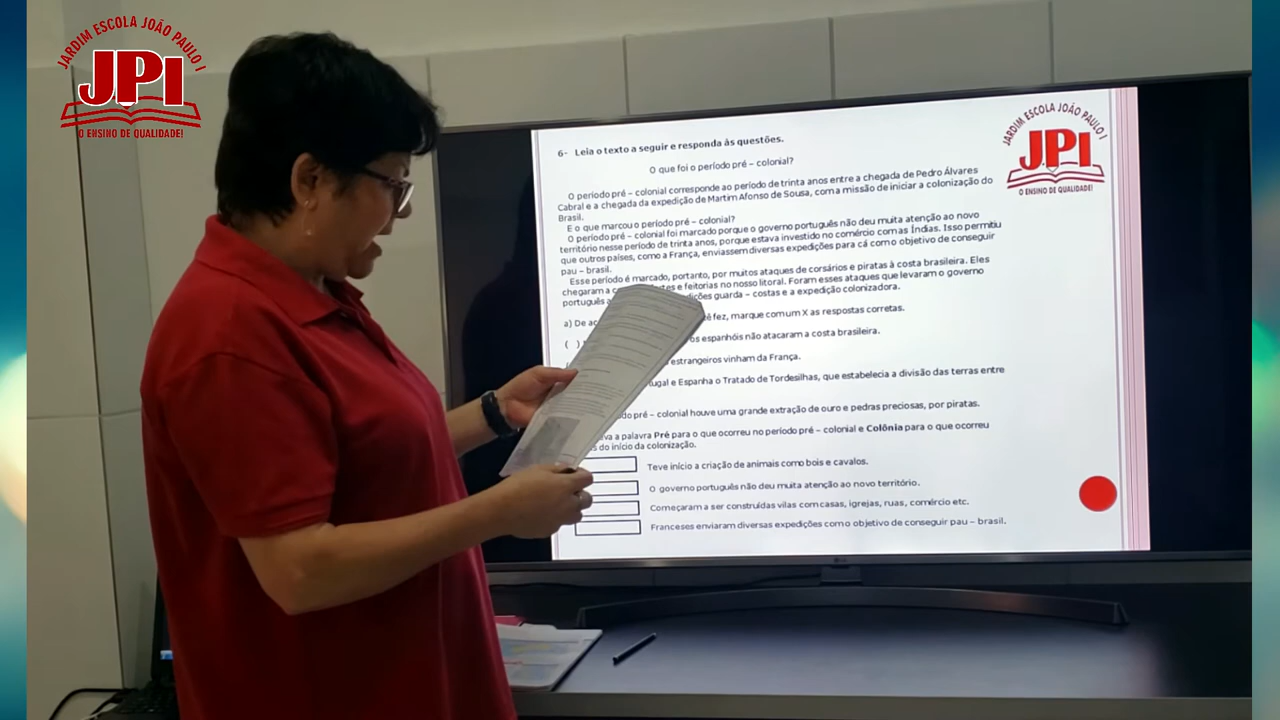 JARDIM ESCOLA JOÃO PAULO I
JPI
O ENSINO DE QUALIDADE!
JARDIM ESCOLA JOÃO PAULO I
JPI
O ENSINO DE QUALIDADE!
6- Leia o texto a seguir e responda às questões.
O que foi o período pré – colonial?
O período pré – colonial corresponde ao período de trinta anos entre a chegada de Pedro Álvares
Cabral e a chegada da expedição de Martim Afonso de Sousa, com a missão de iniciar a colonização do
Brasil.
E o que marcou o período pré – colonial?
O período pré – colonial foi marcado porque o governo português não deu muita atenção ao novo
território nesse período de trinta anos, porque estava investido no comércio com as Índias. Isso permitiu
que outros países, como a França, enviassem diversas expedições para cá com o objetivo de conseguir
pau – brasil.
Esse período é marcado, portanto, por muitos ataques de corsários e piratas à costa brasileira. Eles
chegaram a e feitorias no nosso litoral. Foram esses ataques que levaram o governo
português guarda – costas e a expedição colonizadora.
a) De fez, marque com um X as respostas corretas.
( ) espanhóis não atacaram a costa brasileira.
estrangeiros vinham da França.
e Espanha o Tratado de Tordesilhas, que estabelecia a divisão das terras entre
pré – colonial houve uma grande extração de ouro e pedras preciosas, por piratas.
a palavra Pré para o que ocorreu no período pré – colonial e Colônia para o que ocorreu
do início da colonização.
Teve início a criação de animais como bois e cavalos.
O governo português não deu muita atenção ao novo território.
Começaram a ser construídas vilas com casas, igrejas, ruas, comércio etc.
Franceses enviaram diversas expedições com o objetivo de conseguir pau – brasil.
LG